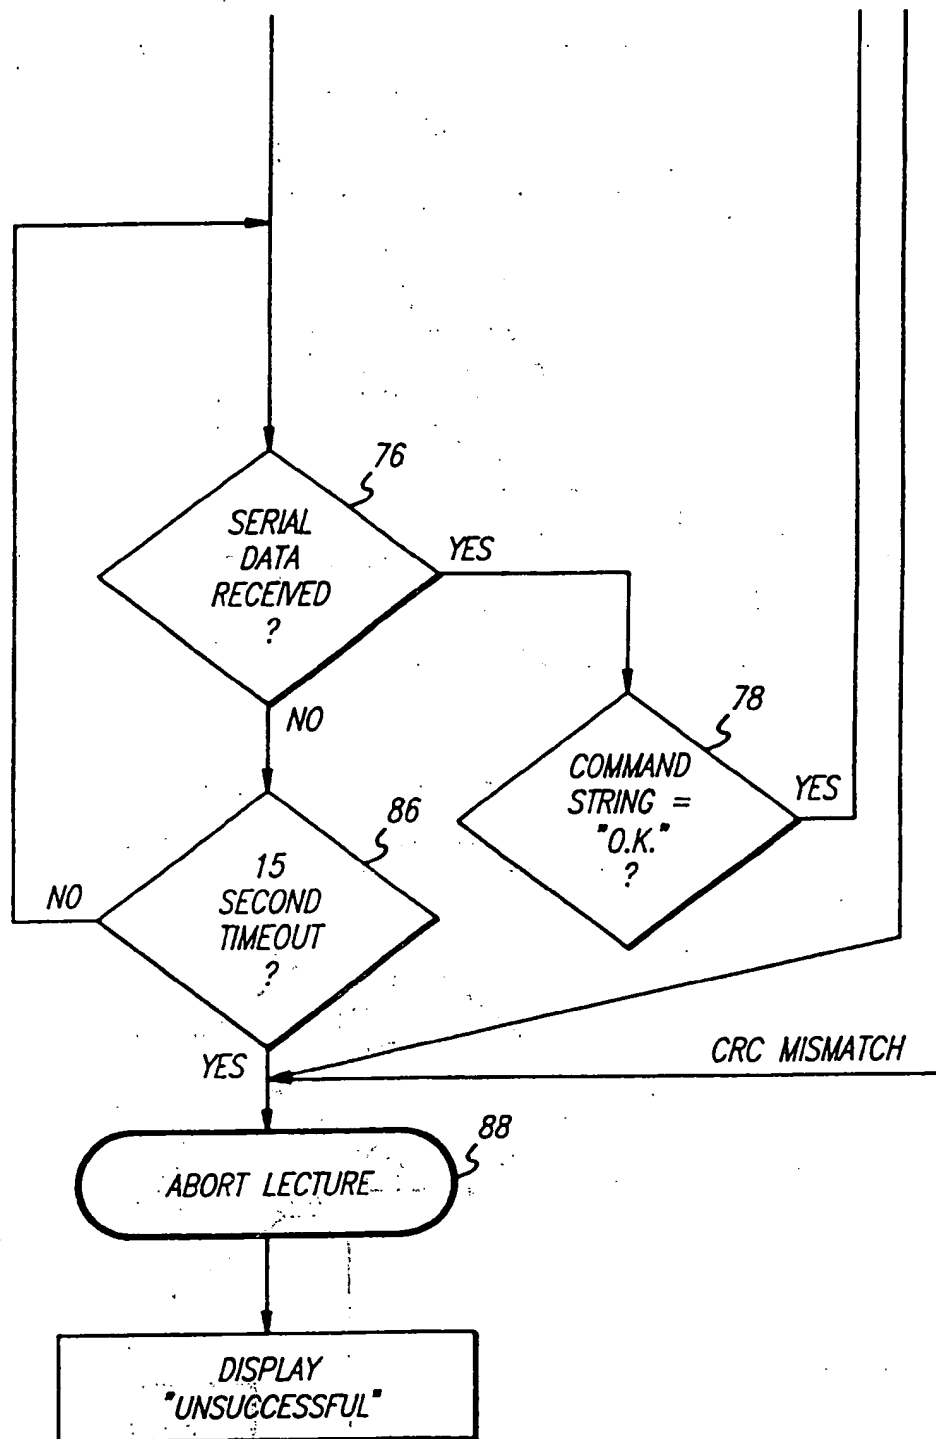 76
SERIAL
DATA
RECEIVED
?
YES
NO
78
COMMAND
STRING =
"O.K."
?
YES
86
15
SECOND
TIMEOUT
?
NO
YES
CRC MISMATCH
88
ABORT LECTURE
DISPLAY
"UNSUCCESSFUL"